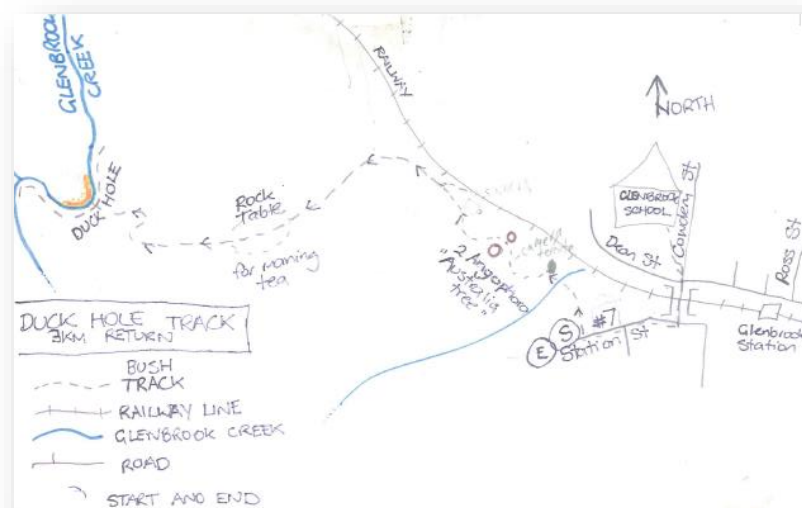 GLENBROOK
CREEK
RAILWAY
NORTH
GLENBROOK
SCHOOL
Cowdery St
Dean St
Ross St
DUCK HOLE
ROCK
TABLE
for morning
tea
2 Angophora
"Australia
tree"
S
E
#7
Station St
Glenbrook
Station
DUCK HOLE TRACK
3KM RETURN
BUSH
TRACK
RAILWAY LINE
GLENBROOK CREEK
ROAD
START AND END